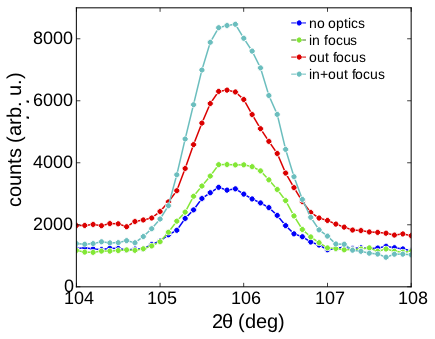 8000
6000
4000
2000
0
104
105
106
107
108
counts (arb. u.)
2θ (deg)
no optics
in focus
out focus
in+out focus